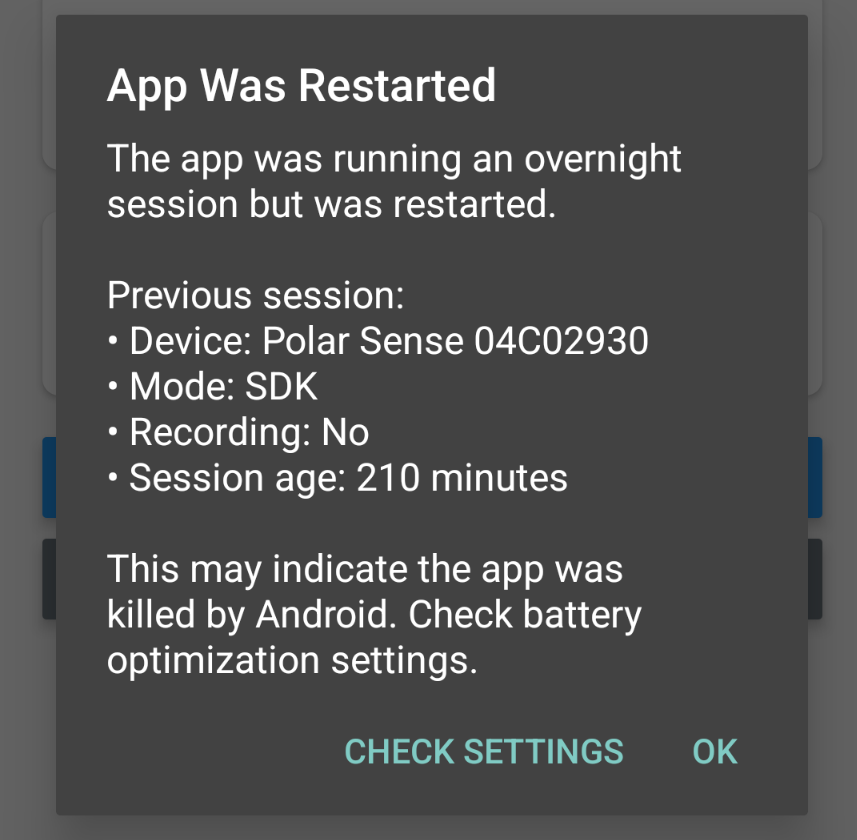 App Was Restarted
The app was running an overnight
session but was restarted.
Previous session:
• Device: Polar Sense 04C02930
• Mode: SDK
• Recording: No
• Session age: 210 minutes
This may indicate the app was
killed by Android. Check battery
optimization settings.
CHECK SETTINGS OK